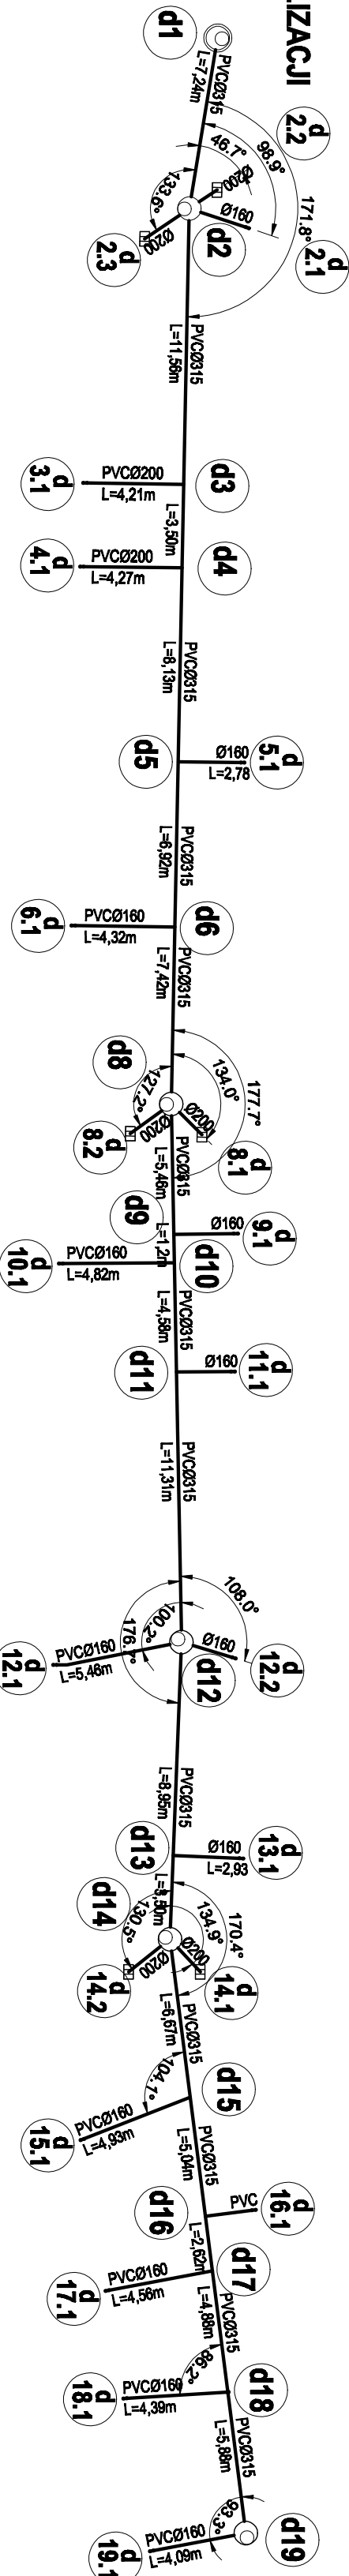 LIZACJI
d1
PVCØ315
L=7,24m
d
2.2
98.9°
46.7°
171.8°
d
2.1
Ø200
Ø160
133.6°
Ø200
d
2.3
d2
PVCØ315
L=11,56m
PVCØ200
L=4,21m
d
3.1
d3
L=3,50m
PVCØ200
L=4,27m
d
4.1
d4
PVCØ315
L=8,13m
d5
Ø160
L=2,78
d
5.1
PVCØ315
L=6,92m
PVCØ160
L=4,32m
d
6.1
d6
PVCØ315
L=7,42m
d8
177.7°
134.0°
127.2°
Ø200
Ø200
d
8.1
d
8.2
PVCØ315
L=5,46m
d9
Ø160
d
9.1
L=1,2m
d10
PVCØ160
L=4,82m
d
10.1
PVCØ315
L=4,58m
d11
Ø160
d
11.1
PVCØ315
L=11,31m
108.0°
100.2°
176.7°
Ø160
d
12.2
d12
PVCØ160
L=5,46m
d
12.1
PVCØ315
L=8,95m
d13
Ø160
L=2,93
d
13.1
L=3,50m
d14
170.4°
134.9°
130.5°
Ø200
Ø200
d
14.1
d
14.2
PVCØ315
L=6,67m
d15
104.1°
PVCØ160
L=4,93m
d
15.1
PVCØ315
L=5,04m
d16
PVC
d
16.1
L=2,62m
d17
PVCØ160
L=4,56m
d
17.1
PVCØ315
L=4,88m
86.2°
d18
PVCØ160
L=4,39m
d
18.1
PVCØ315
L=5,88m
93.3°
d19
PVCØ160
L=4,09m
d
19.1